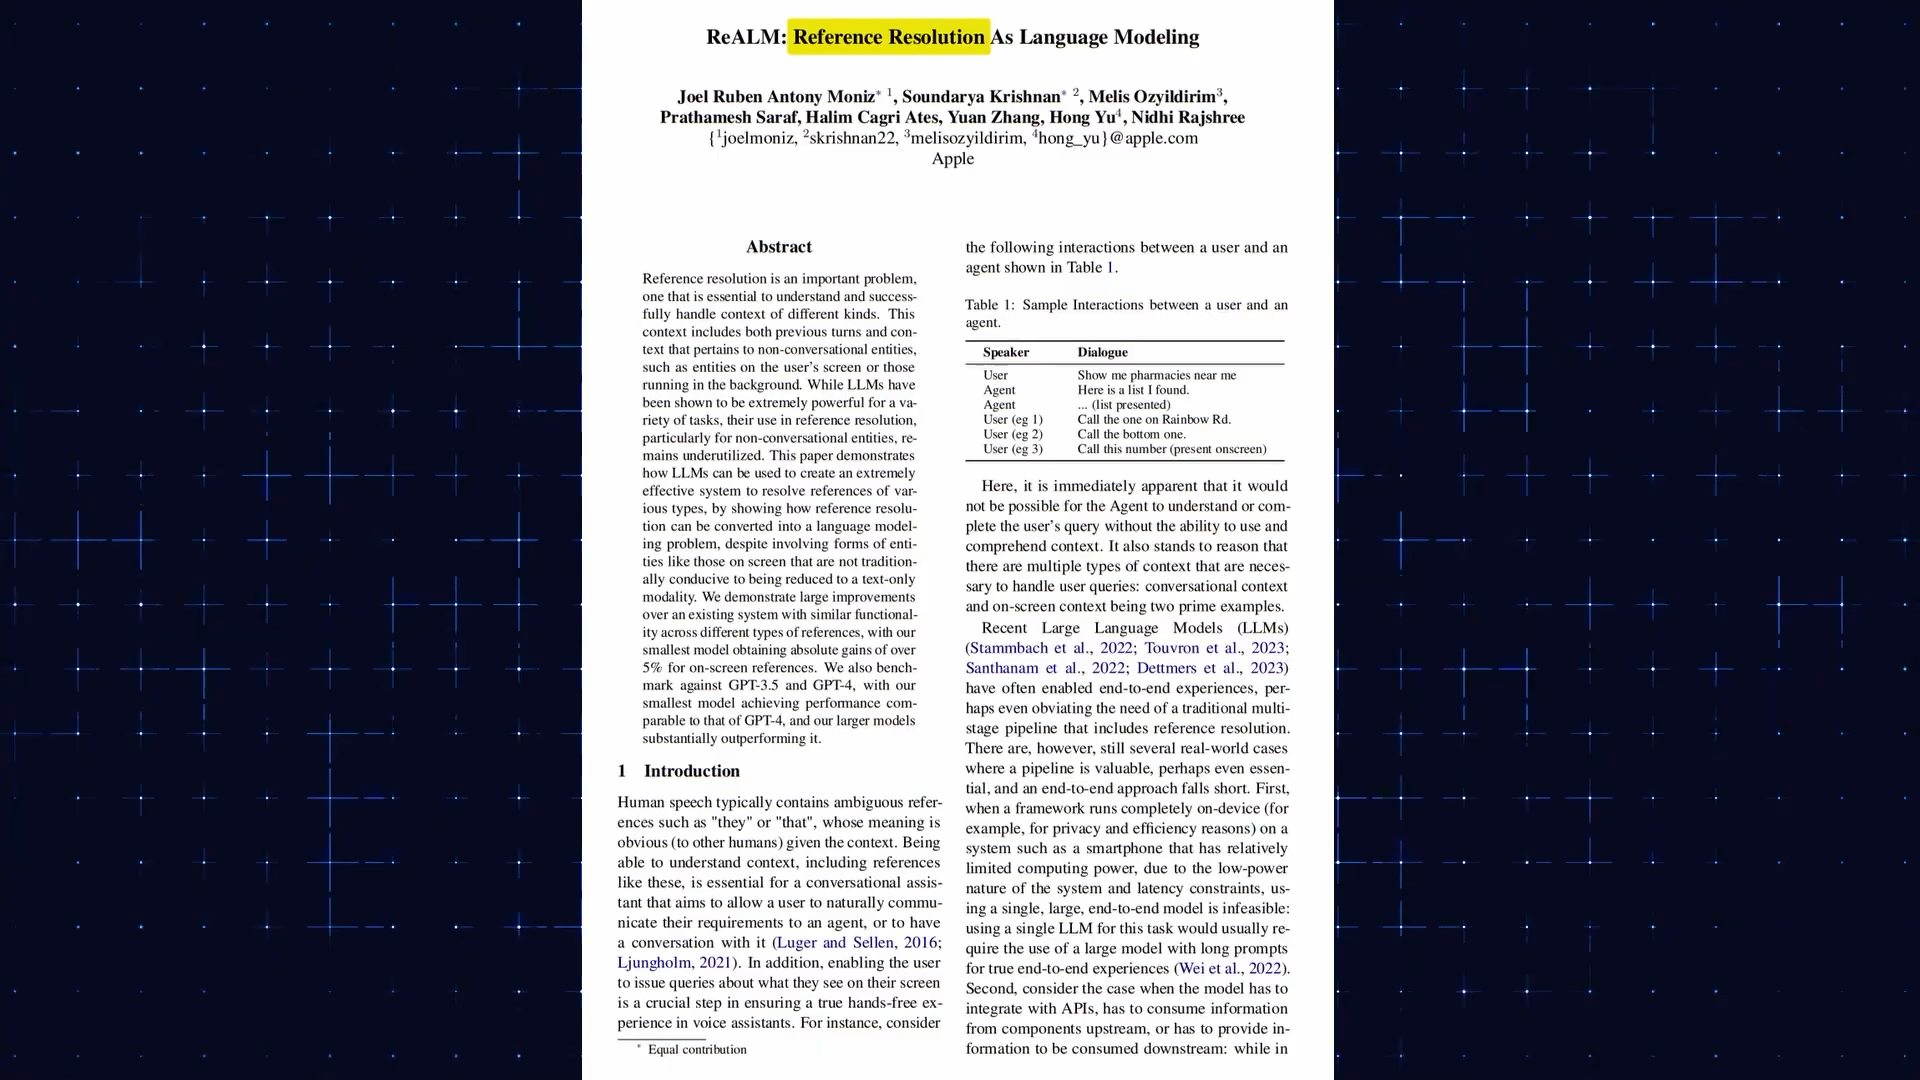 ReALM: Reference Resolution As Language Modeling
Joel Ruben Antony Moniz* 1, Soundarya Krishnan* 2, Melis Ozyildirim3,
Prathamesh Saraf, Halim Cagri Ates, Yuan Zhang, Hong Yu4, Nidhi Rajshree
{1joelmoniz, 2skrishnan22, 3melisozyildirim, 4hong_yu}@apple.com
Apple
Abstract
Reference resolution is an important problem,
one that is essential to understand and success-
fully handle context of different kinds. This
context includes both previous turns and con-
text that pertains to non-conversational entities,
such as entities on the user's screen or those
running in the background. While LLMs have
been shown to be extremely powerful for a va-
riety of tasks, their use in reference resolution,
particularly for non-conversational entities, re-
mains underutilized. This paper demonstrates
how LLMs can be used to create an extremely
effective system to resolve references of var-
ious types, by showing how reference resolu-
tion can be converted into a language model-
ing problem, despite involving forms of enti-
ties like those on screen that are not tradition-
ally conducive to being reduced to a text-only
modality. We demonstrate large improvements
over an existing system with similar functional-
ity across different types of references, with our
smallest model obtaining absolute gains of over
5% for on-screen references. We also bench-
mark against GPT-3.5 and GPT-4, with our
smallest model achieving performance com-
parable to that of GPT-4, and our larger models
substantially outperforming it.
1 Introduction
Human speech typically contains ambiguous refer-
ences such as "they" or "that", whose meaning is
obvious (to other humans) given the context. Being
able to understand context, including references
like these, is essential for a conversational assis-
tant that aims to allow a user to naturally commu-
nicate their requirements to an agent, or to have
a conversation with it (Luger and Sellen, 2016;
Ljungholm, 2021). In addition, enabling the user
to issue queries about what they see on their screen
is a crucial step in ensuring a true hands-free ex-
perience in voice assistants. For instance, consider
* Equal contribution
the following interactions between a user and an
agent shown in Table 1.
Table 1: Sample Interactions between a user and an
agent.
Speaker Dialogue
User Show me pharmacies near me
Agent Here is a list I found.
Agent ... (list presented)
User (eg 1) Call the one on Rainbow Rd.
User (eg 2) Call the bottom one.
User (eg 3) Call this number (present onscreen)
Here, it is immediately apparent that it would
not be possible for the Agent to understand or com-
plete the user's query without the ability to use and
comprehend context. It also stands to reason that
there are multiple types of context that are neces-
sary to handle user queries: conversational context
and on-screen context being two prime examples.
Recent Large Language Models (LLMs)
(Stammbach et al., 2022; Touvron et al., 2023;
Santhanam et al., 2022; Dettmers et al., 2023)
have often enabled end-to-end experiences, per-
haps even obviating the need of a traditional multi-
stage pipeline that includes reference resolution.
There are, however, still several real-world cases
where a pipeline is valuable, perhaps even essen-
tial, and an end-to-end approach falls short. First,
when a framework runs completely on-device (for
example, for privacy and efficiency reasons) on a
system such as a smartphone that has relatively
limited computing power, due to the low-power
nature of the system and latency constraints, us-
ing a single, large, end-to-end model is infeasible:
using a single LLM for this task would usually re-
quire the use of a large model with long prompts
for true end-to-end experiences (Wei et al., 2022).
Second, consider the case when the model has to
integrate with APIs, has to consume information
from components upstream, or has to provide in-
formation to be consumed downstream: while in